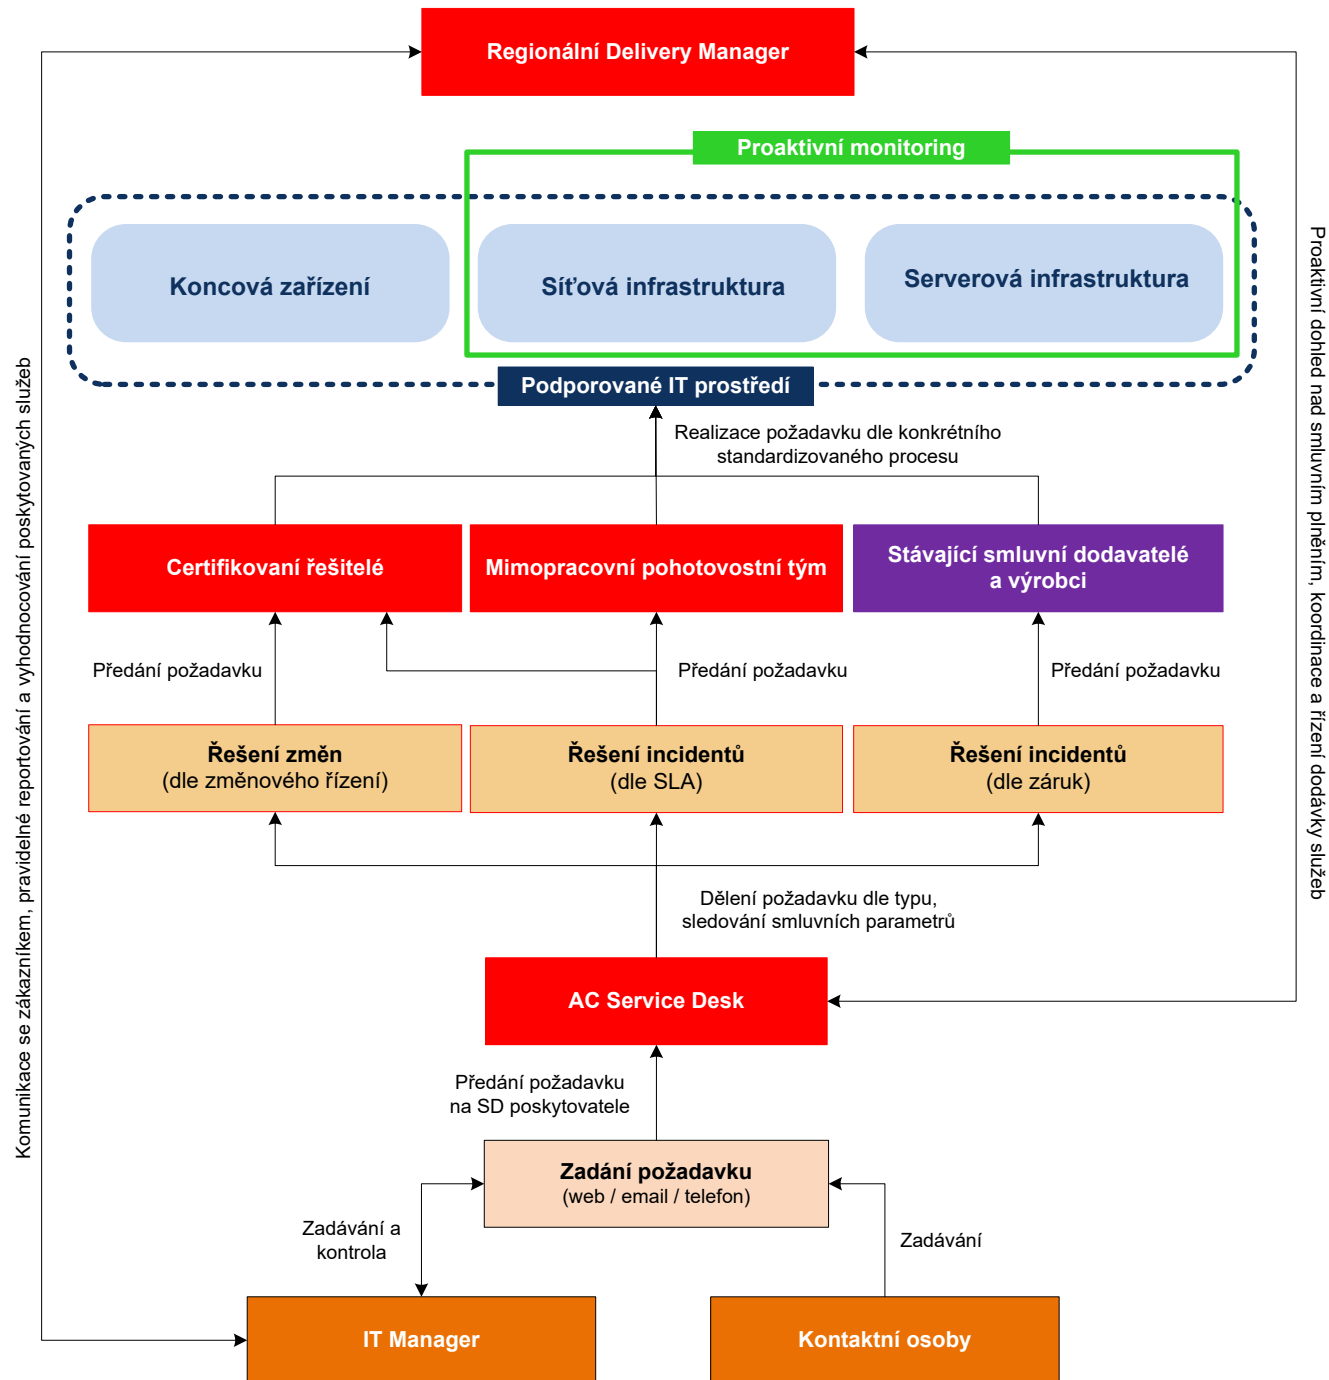 Regionální Delivery Manager
Proaktivní monitoring
Koncová zařízení
Síťová infrastruktura
Serverová infrastruktura
Podporované IT prostředí
Komunikace se zákazníkem, pravidelné reportování a vyhodnocování poskytovaných služeb
Proaktivní dohled nad smluvním plněním, koordinace a řízení dodávky služeb
Realizace požadavku dle konkrétního
standardizovaného procesu
Certifikovaní řešitelé
Mimopracovní pohotovostní tým
Stávající smluvní dodavatelé
a výrobci
Předání požadavku
Předání požadavku
Předání požadavku
Řešení změn
(dle změnového řízení)
Řešení incidentů
(dle SLA)
Řešení incidentů
(dle záruk)
Dělení požadavku dle typu,
sledování smluvních parametrů
AC Service Desk
Předání požadavku
na SD poskytovatele
Zadání požadavku
(web / email / telefon)
Zadávání a
kontrola
Zadávání
IT Manager
Kontaktní osoby